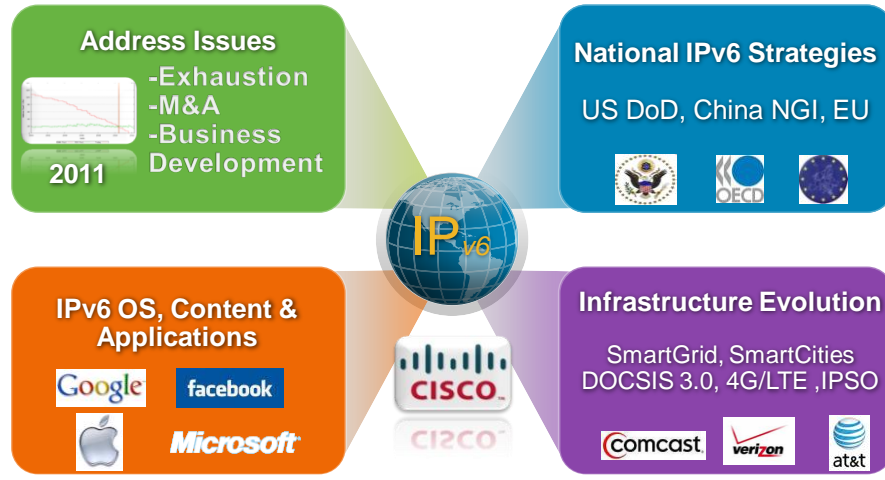 Address Issues
-Exhaustion
-M&A
-Business
Development
2011
National IPv6 Strategies
US DoD, China NGI, EU
OECD
IPv6
IPv6 OS, Content &
Applications
Google
facebook
Microsoft
CISCO
Infrastructure Evolution
SmartGrid, SmartCities
DOCSIS 3.0, 4G/LTE ,IPSO
Comcast
verizon
at&t